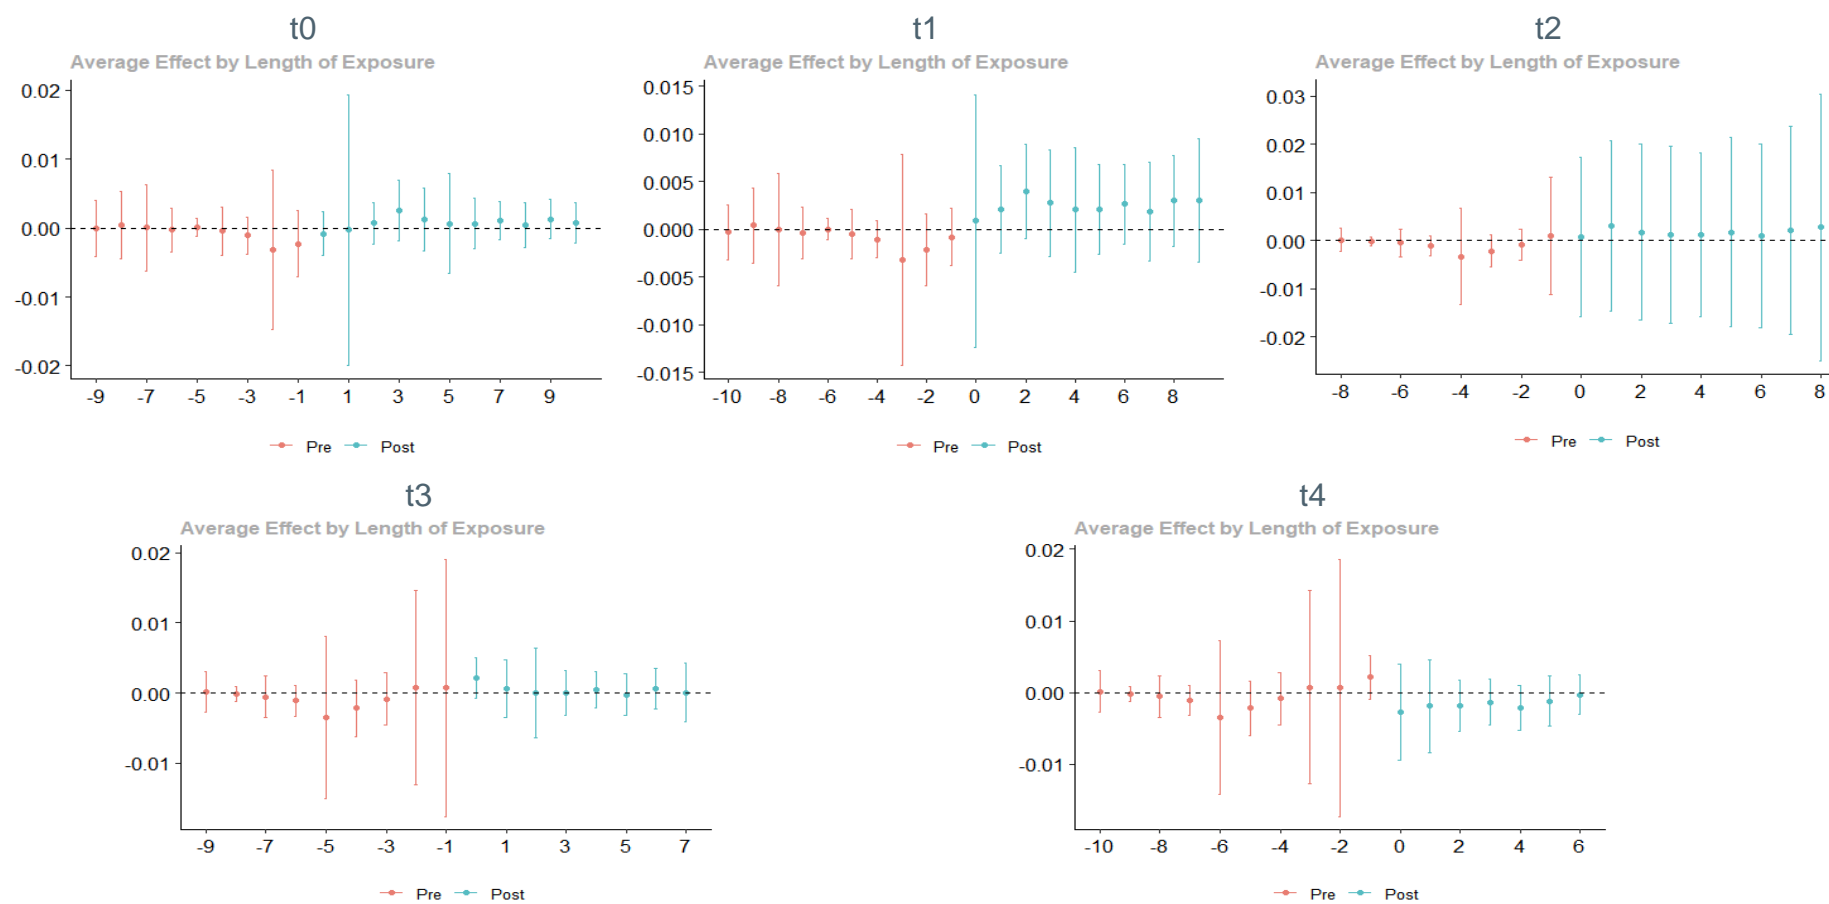 t0
Average Effect by Length of Exposure
0.02
0.01
0.00
-0.01
-0.02
-9 -7 -5 -3 -1 1 3 5 7 9
Pre Post
t1
Average Effect by Length of Exposure
0.015
0.010
0.005
0.000
-0.005
-0.010
-0.015
-10 -8 -6 -4 -2 0 2 4 6 8
Pre Post
t2
Average Effect by Length of Exposure
0.03
0.02
0.01
0.00
-0.01
-0.02
-8 -6 -4 -2 0 2 4 6 8
Pre Post
t3
Average Effect by Length of Exposure
0.02
0.01
0.00
-0.01
-9 -7 -5 -3 -1 1 3 5 7
Pre Post
t4
Average Effect by Length of Exposure
0.02
0.01
0.00
-0.01
-10 -8 -6 -4 -2 0 2 4 6
Pre Post